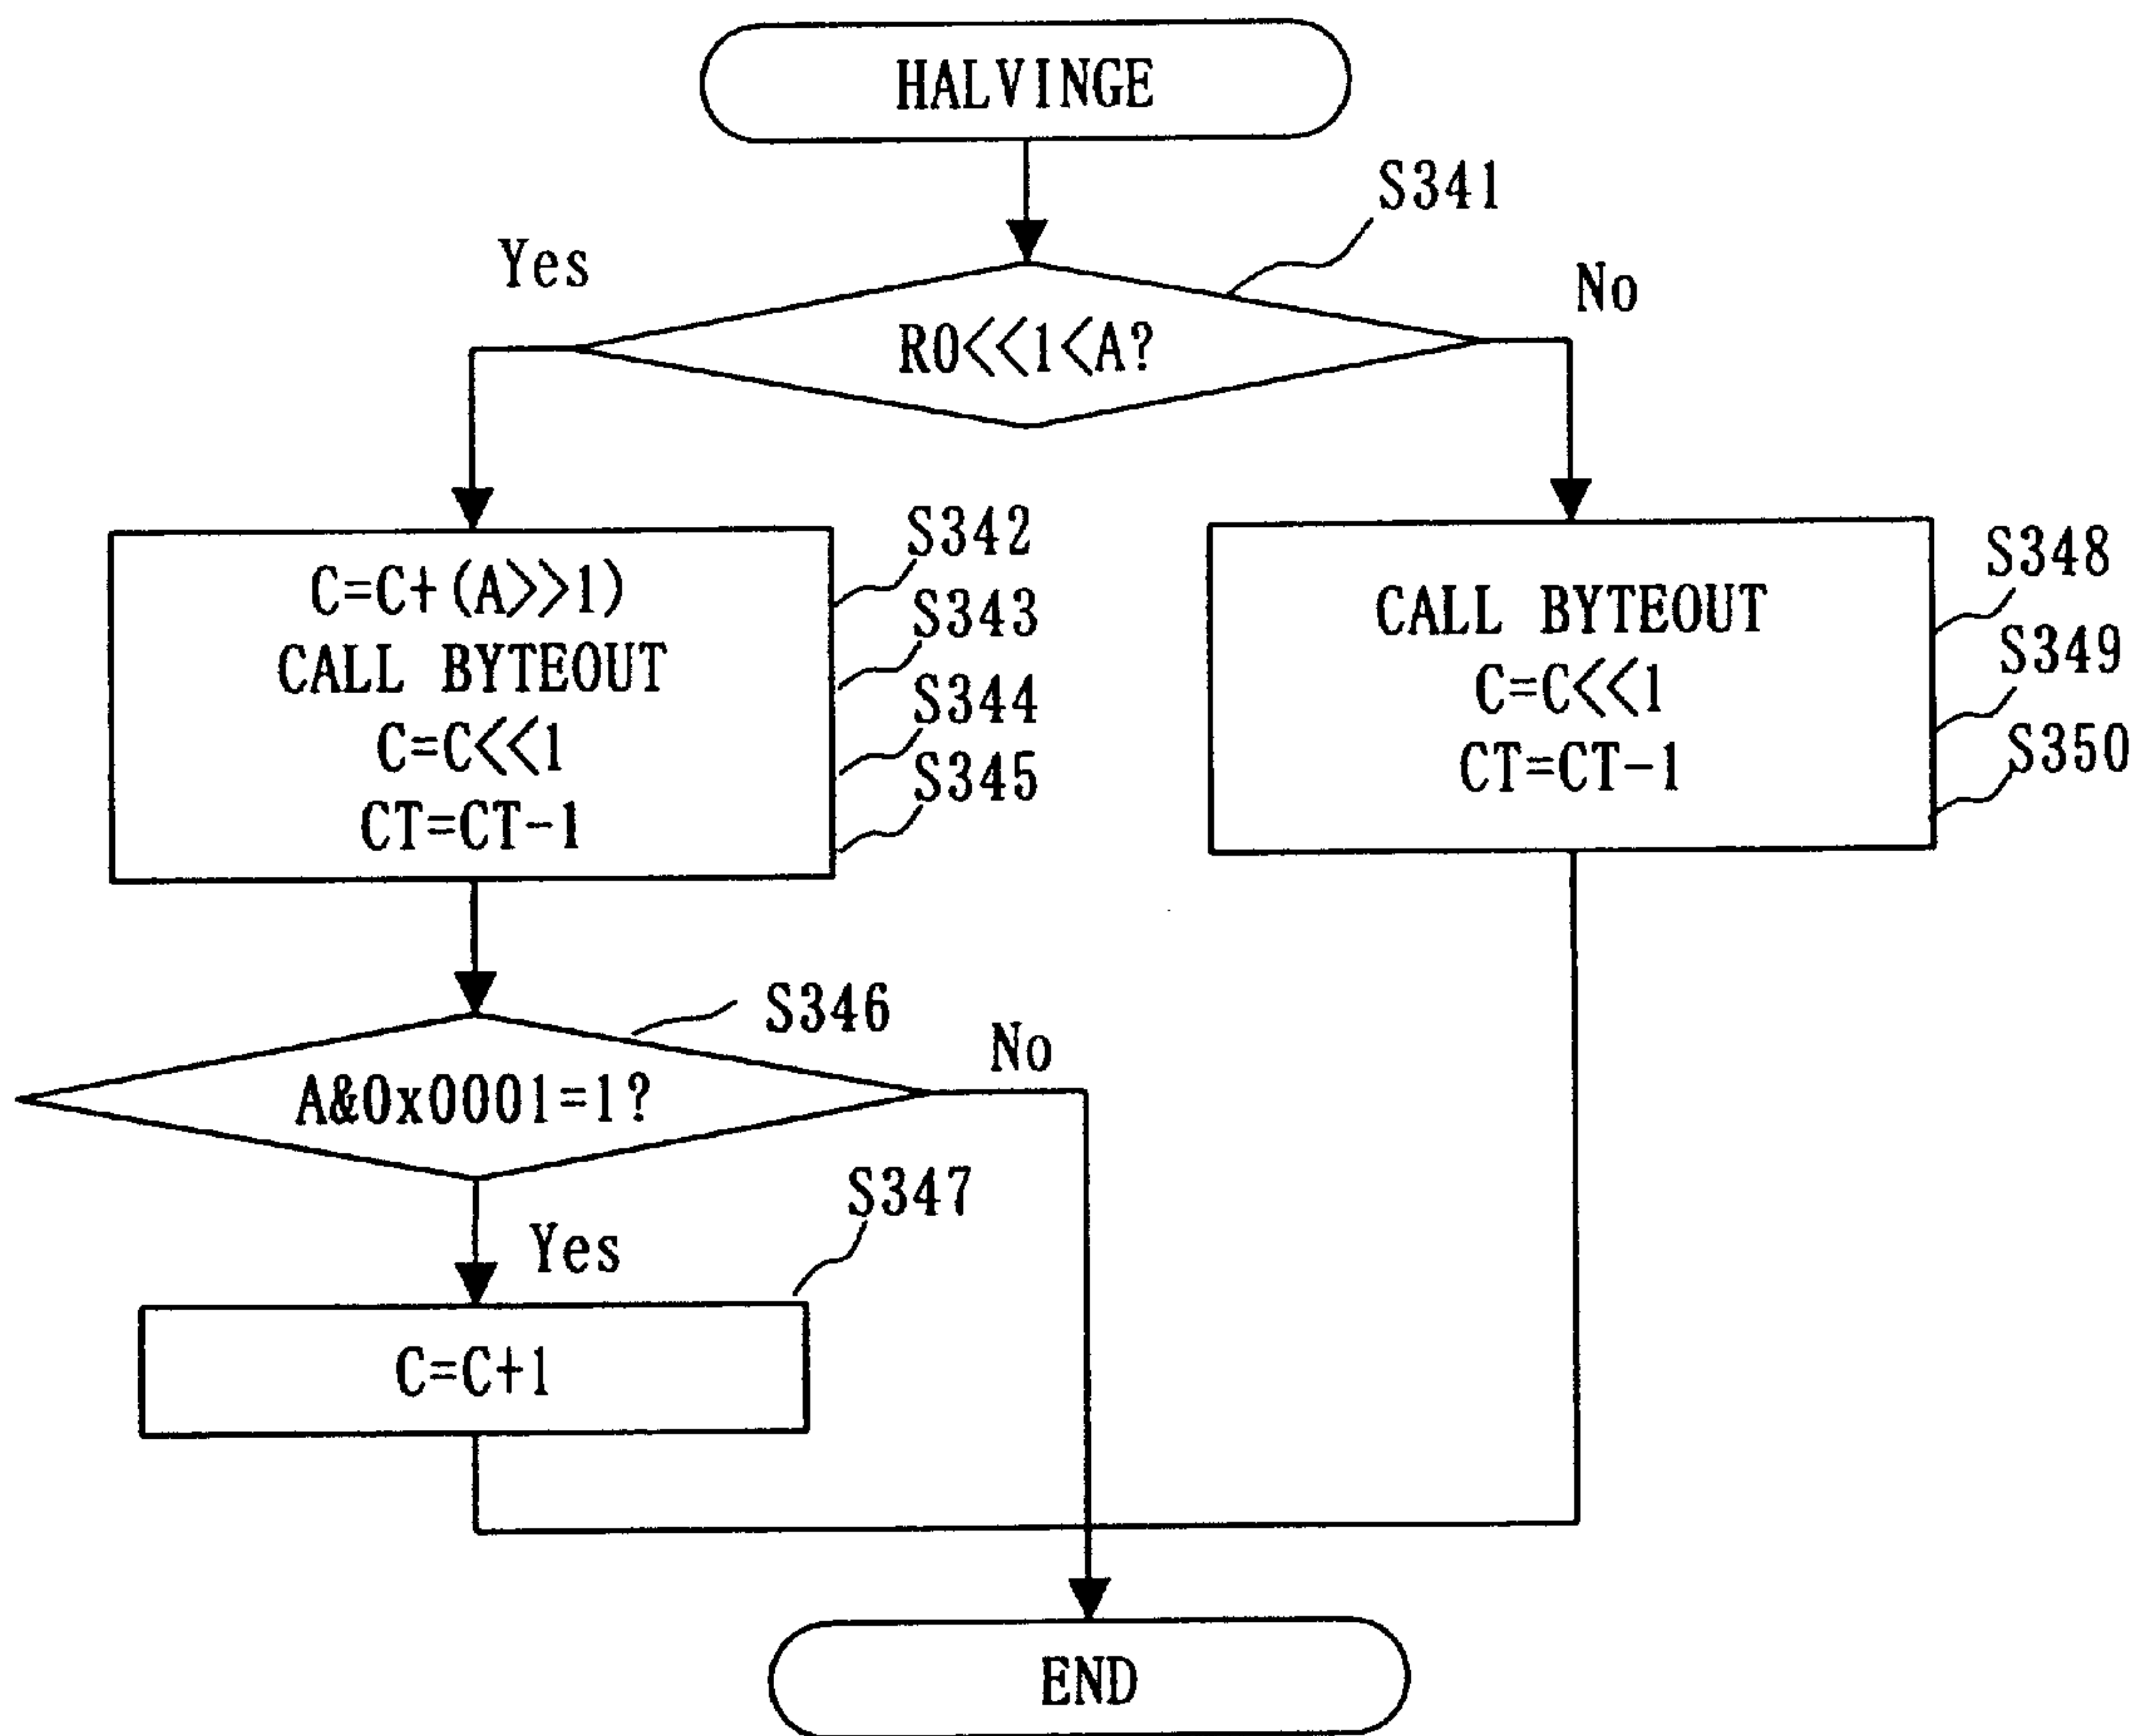 HALVINGE
S341
Yes
No
R0<<1<A?
S342
C=C+(A>>1)
S343
CALL BYTEOUT
S344
C=C<<1
S345
CT=CT-1
S348
CALL BYTEOUT
S349
C=C<<1
S350
CT=CT-1
S346
No
A&0x0001=1?
S347
Yes
C=C+1
END